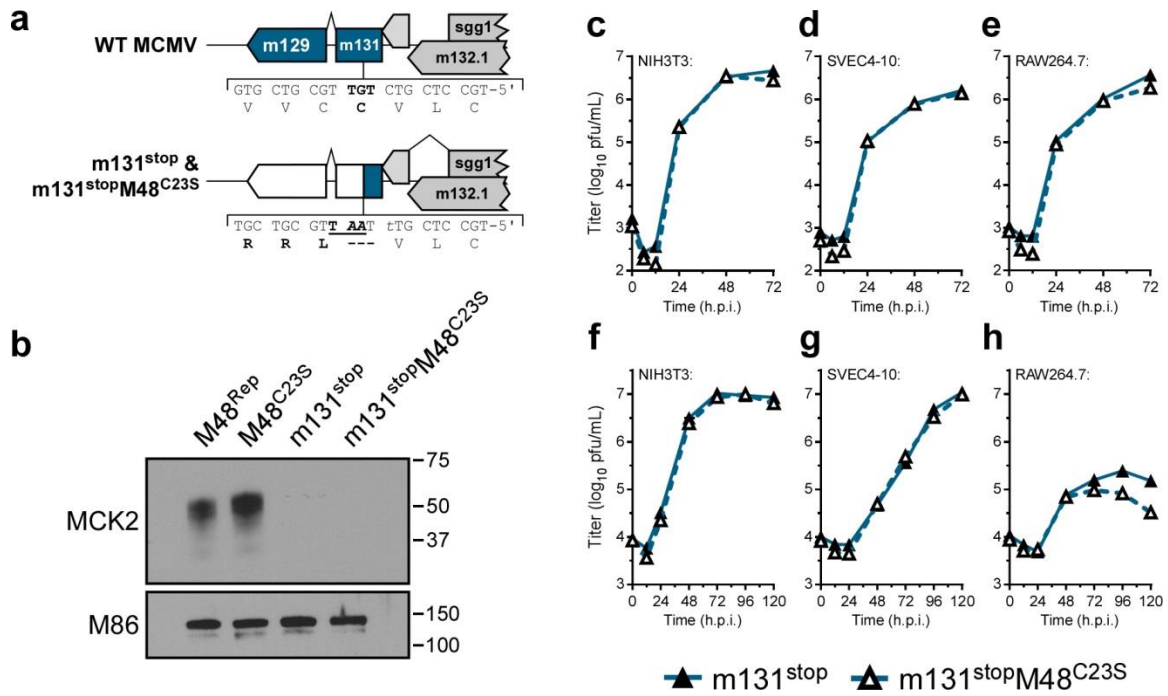 a
WT MCMV
m129
m131
sgg1
m132.1
GTG CTG CGT TGT CTG CTC CGT-5'
V V C C V L C
m131stop &
m131stopM48C23S
sgg1
m132.1
TGC TGC GTT AAT tTG CTC CGT-5'
R R L --- V L C
b
M48Rep
M48C23S
m131stop
m131stopM48C23S
MCK2
75
50
37
M86
150
100
c
NIH3T3:
Titer (log10 pfu/mL)
7
6
5
4
3
2
0 12 24 48 72
Time (h.p.i.)
d
SVEC4-10:
7
6
5
4
3
2
0 12 24 48 72
Time (h.p.i.)
e
RAW264.7:
7
6
5
4
3
2
0 12 24 48 72
Time (h.p.i.)
f
NIH3T3:
Titer (log10 pfu/mL)
7
6
5
4
3
0 24 48 72 96 120
Time (h.p.i.)
g
SVEC4-10:
7
6
5
4
3
0 24 48 72 96 120
Time (h.p.i.)
h
RAW264.7:
7
6
5
4
3
0 24 48 72 96 120
Time (h.p.i.)
m131stop
m131stopM48C23S